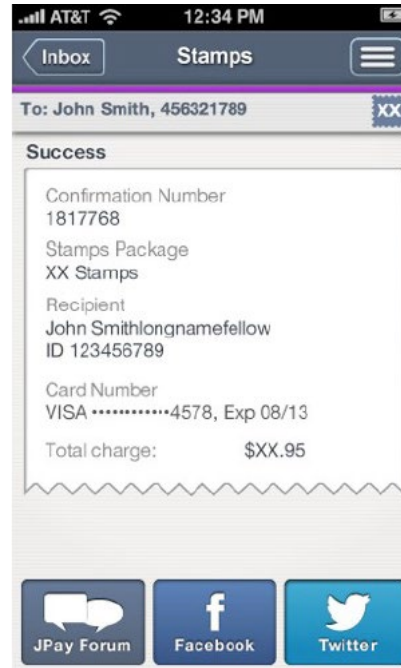 AT&T 12:34 PM
Inbox Stamps
To: John Smith, 456321789 XX
Success
Confirmation Number
1817768
Stamps Package
XX Stamps
Recipient
John Smithlongnamefellow
ID 123456789
Card Number
VISA ••••••••••••4578, Exp 08/13
Total charge: $XX.95
JPay Forum Facebook Twitter